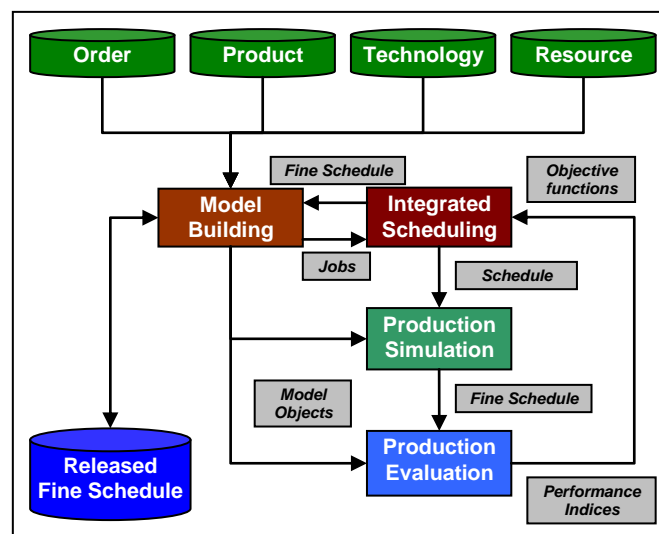 Order
Product
Technology
Resource
Fine Schedule
Objective
functions
Model
Building
Integrated
Scheduling
Jobs
Schedule
Production
Simulation
Model
Objects
Fine Schedule
Released
Fine Schedule
Production
Evaluation
Performance
Indices